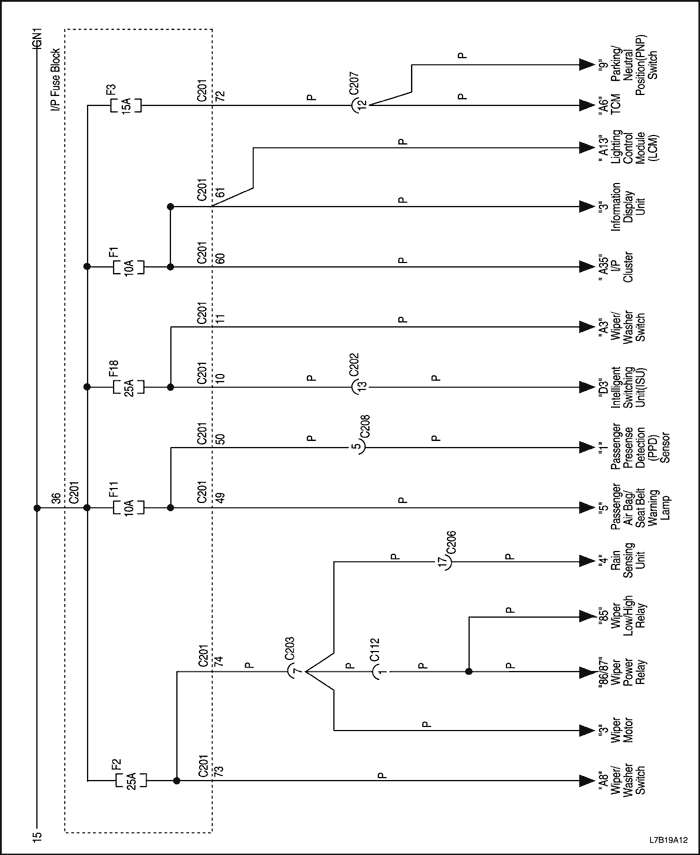 IGN1
15
I/P Fuse Block
36
C201
F3
15A
C201
72
P
12
C207
P
"9"
Parking/
Neutral
Position(PNP)
Switch
"A6"
TCM
P
"A13"
Lighting
Control
Module
(LCM)
C201
61
P
"3"
Information
Display
Unit
F1
10A
C201
60
P
"A35"
I/P
Cluster
C201
11
P
"A3"
Wiper/
Washer
Switch
F18
25A
C201
10
P
13
C202
P
"D3"
Intelligent
Switching
Unit(ISU)
C201
50
P
5
C208
P
"1"
Passenger
Presense
Detection
(PPD)
Sensor
F11
10A
C201
49
P
"5"
Passenger
Air Bag/
Seat Belt
Warning
Lamp
P
17
C206
P
"4"
Rain
Sensing
Unit
P
"85"
Wiper
Low/High
Relay
C201
74
P
7
C203
P
1
C112
P
P
"86/87"
Wiper
Power
Relay
P
"3"
Wiper
Motor
F2
25A
C201
73
P
"A8"
Wiper/
Washer
Switch
L7B19A12